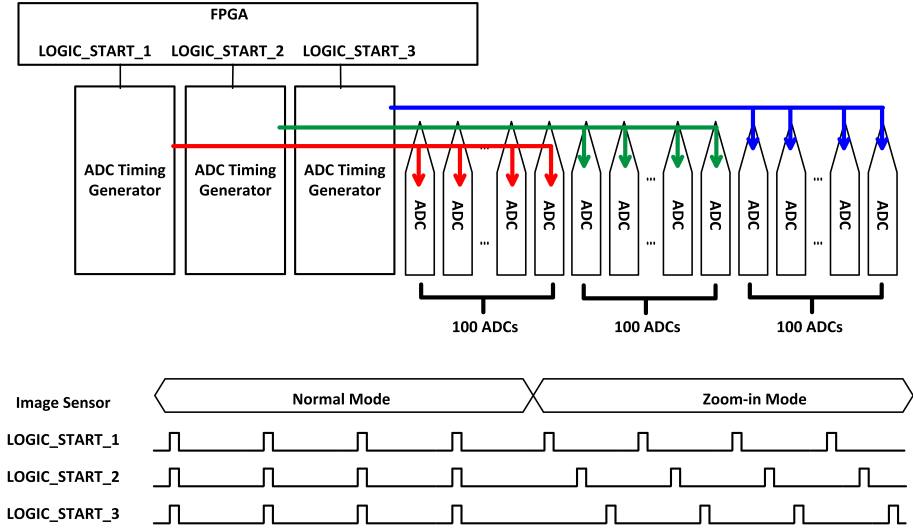 FPGA
LOGIC_START_1 LOGIC_START_2 LOGIC_START_3
ADC Timing Generator
ADC Timing Generator
ADC Timing Generator
... ... ...
ADC ADC ADC ADC ADC ADC ADC ADC ADC ADC ADC ADC
... ... ...
100 ADCs 100 ADCs 100 ADCs
Image Sensor Normal Mode Zoom-in Mode
LOGIC_START_1
LOGIC_START_2
LOGIC_START_3